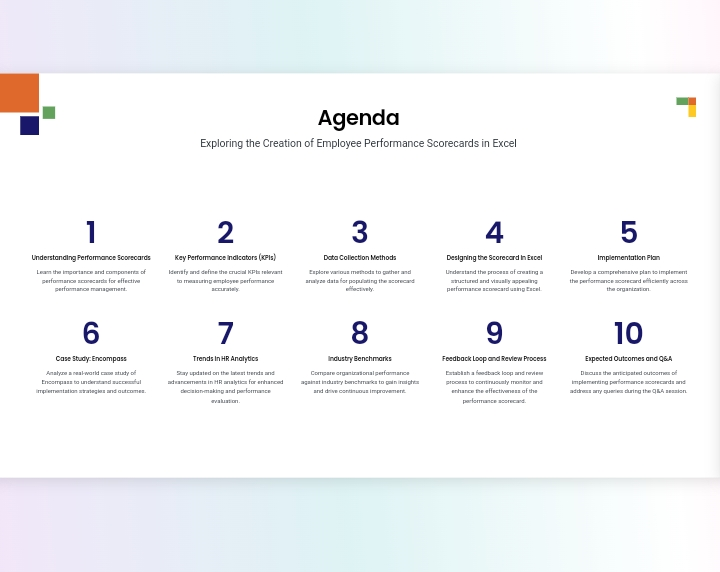 Agenda
Exploring the Creation of Employee Performance Scorecards in Excel
1
Understanding Performance Scorecards
Learn the importance and components of
performance scorecards for effective
performance management.
2
Key Performance Indicators (KPIs)
Identify and define the crucial KPIs relevant
to measuring employee performance
accurately.
3
Data Collection Methods
Explore various methods to gather and
analyze data for populating the scorecard
effectively.
4
Designing the Scorecard in Excel
Understand the process of creating a
structured and visually appealing
performance scorecard using Excel.
5
Implementation Plan
Develop a comprehensive plan to implement
the performance scorecard efficiently across
the organization.
6
Case Study: Encompass
Analyze a real-world case study of
Encompass to understand successful
implementation strategies and outcomes.
7
Trends in HR Analytics
Stay updated on the latest trends and
advancements in HR analytics for enhanced
decision-making and performance
evaluation.
8
Industry Benchmarks
Compare organizational performance
against industry benchmarks to gain insights
and drive continuous improvement.
9
Feedback Loop and Review Process
Establish a feedback loop and review
process to continuously monitor and
enhance the effectiveness of the
performance scorecard.
10
Expected Outcomes and Q&A
Discuss the anticipated outcomes of
implementing performance scorecards and
address any queries during the Q&A session.